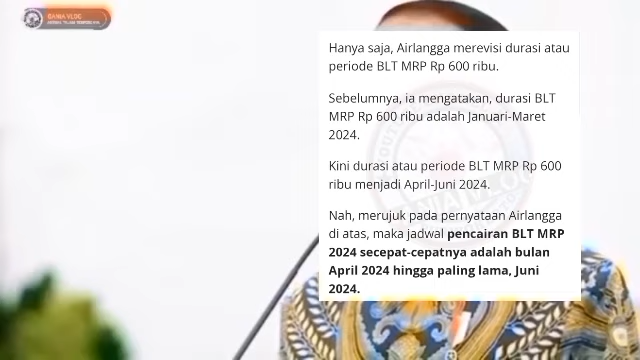 DANIA VLOG
Hanya saja, Airlangga merevisi durasi atau
periode BLT MRP Rp 600 ribu.
Sebelumnya, ia mengatakan, durasi BLT
MRP Rp 600 ribu adalah Januari-Maret
2024.
Kini durasi atau periode BLT MRP Rp 600
ribu menjadi April-Juni 2024.
Nah, merujuk pada pernyataan Airlangga
di atas, maka jadwal pencairan BLT MRP
2024 secepat-cepatnya adalah bulan
April 2024 hingga paling lama, Juni
2024.